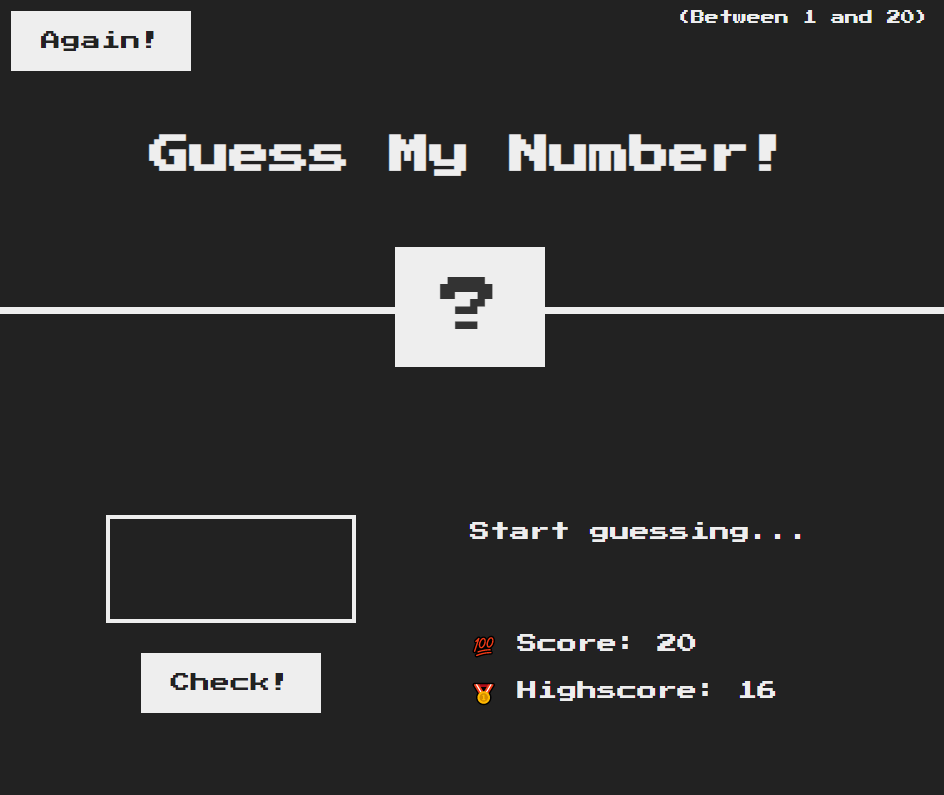 Again!
(Between 1 and 20)
Guess My Number!
?
Start guessing...
💯 Score: 20
Check!
🥇 Highscore: 16